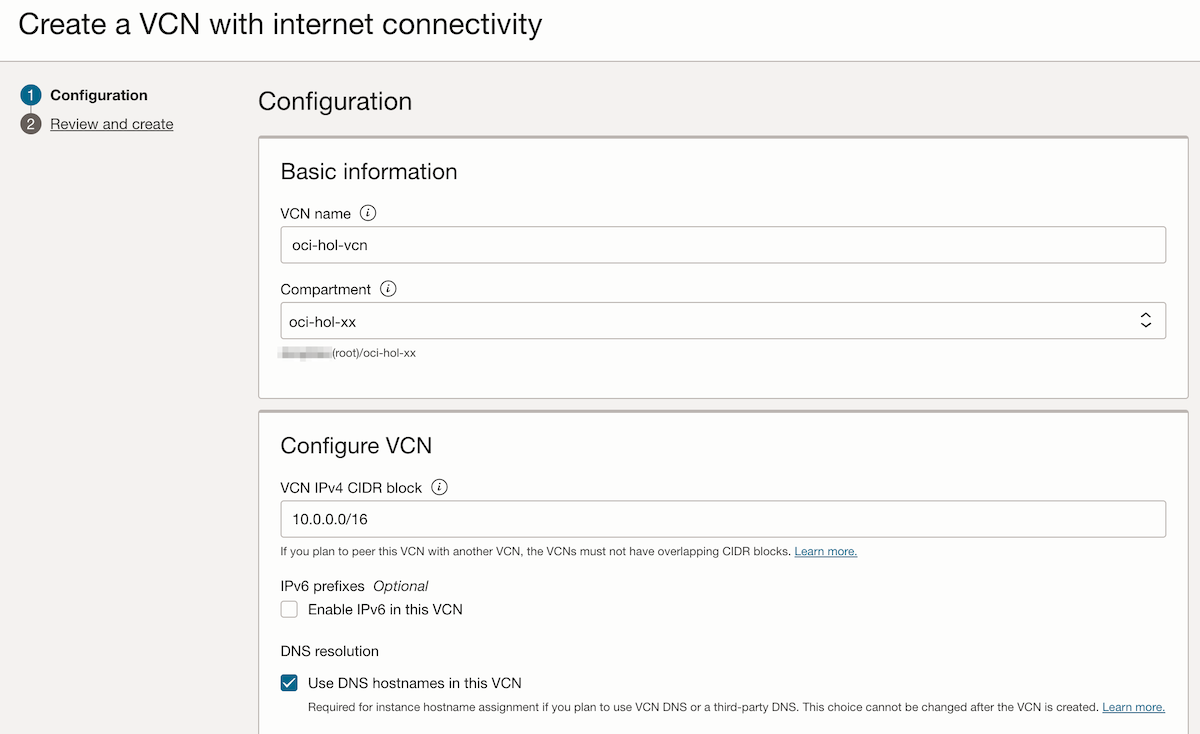 Create a VCN with internet connectivity
1 Configuration
2 Review and create
Configuration
Basic information
VCN name i
oci-hol-vcn
Compartment i
oci-hol-xx
(root)/oci-hol-xx
Configure VCN
VCN IPv4 CIDR block i
10.0.0.0/16
If you plan to peer this VCN with another VCN, the VCNs must not have overlapping CIDR blocks. Learn more.
IPv6 prefixes Optional
Enable IPv6 in this VCN
DNS resolution
Use DNS hostnames in this VCN
Required for instance hostname assignment if you plan to use VCN DNS or a third-party DNS. This choice cannot be changed after the VCN is created. Learn more.